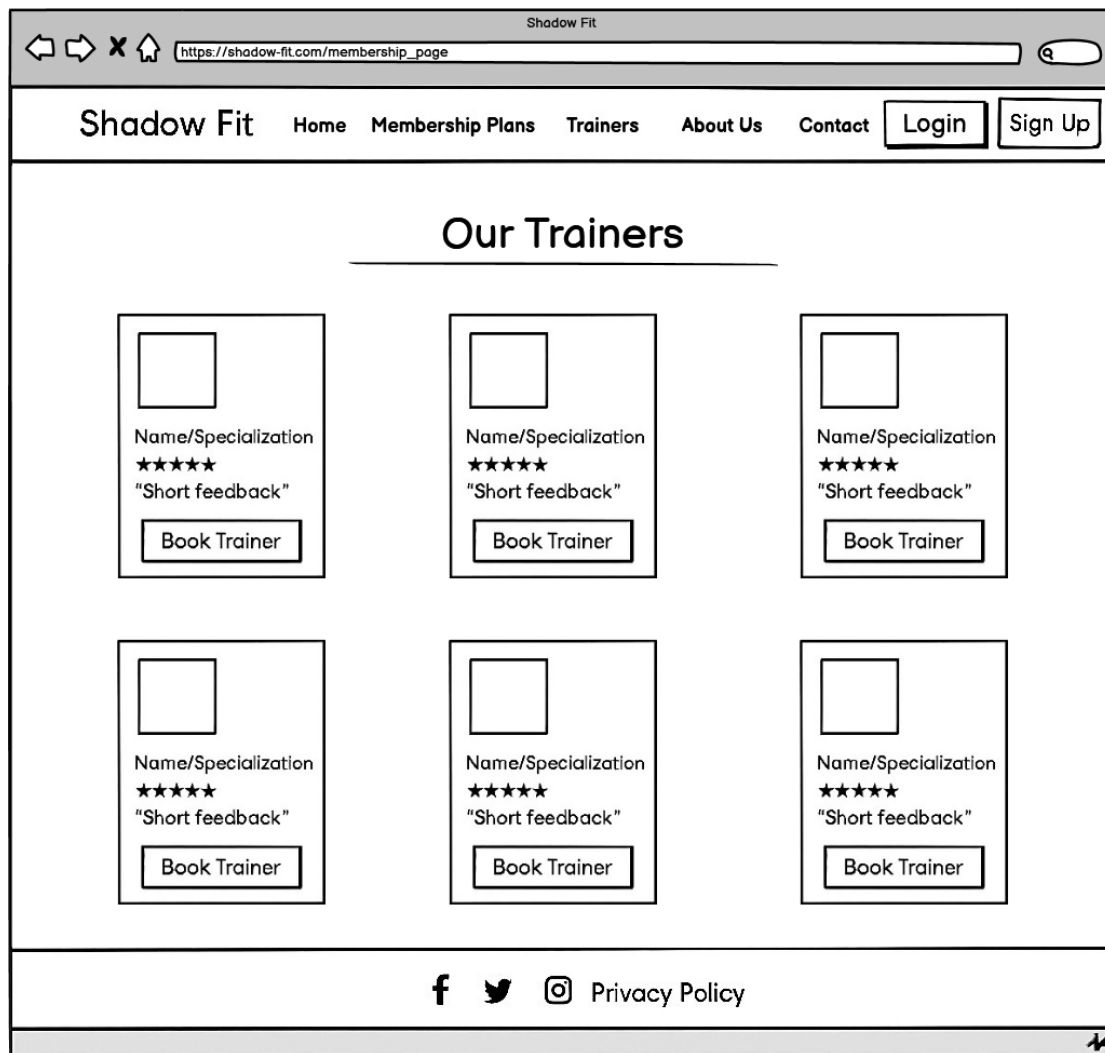 Shadow Fit
https://shadow-fit.com/membership_page
Shadow Fit Home Membership Plans Trainers About Us Contact Login Sign Up
Our Trainers
Name/Specialization Name/Specialization Name/Specialization
★★★★★ ★★★★★ ★★★★★
“Short feedback” “Short feedback” “Short feedback”
Book Trainer Book Trainer Book Trainer
Name/Specialization Name/Specialization Name/Specialization
★★★★★ ★★★★★ ★★★★★
“Short feedback” “Short feedback” “Short feedback”
Book Trainer Book Trainer Book Trainer
Privacy Policy